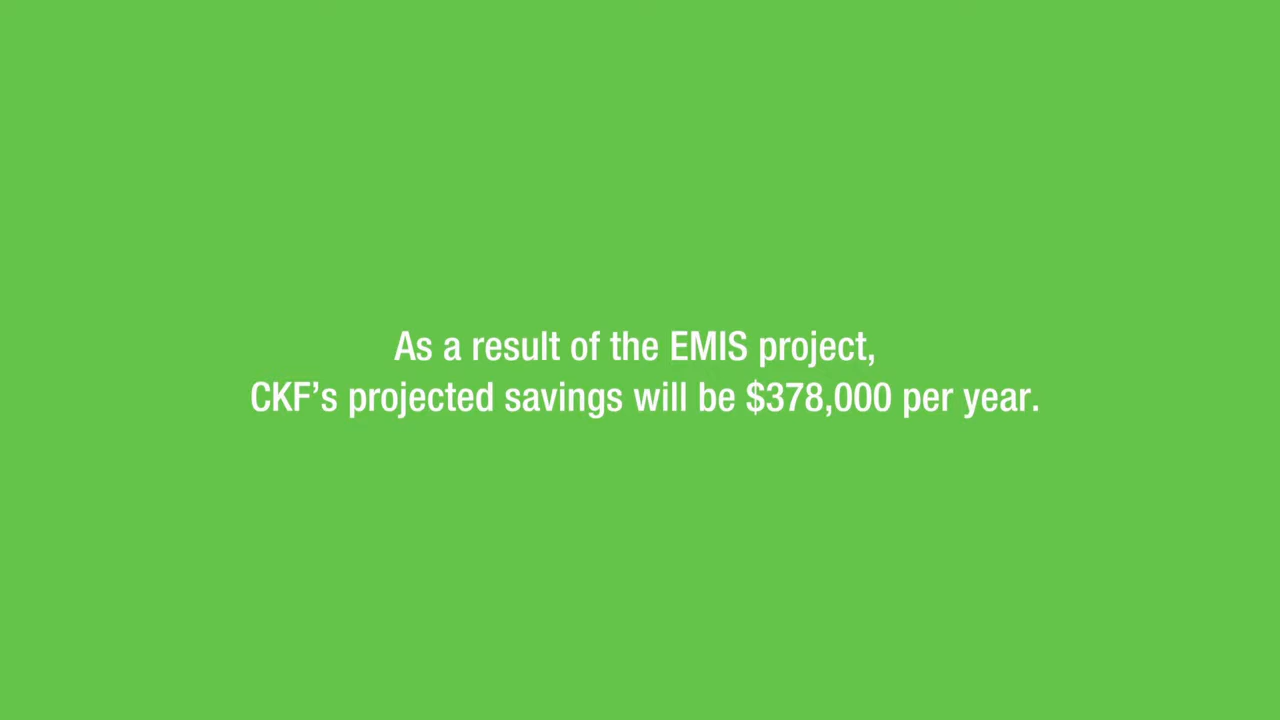 As a result of the EMIS project,
CKF’s projected savings will be $378,000 per year.